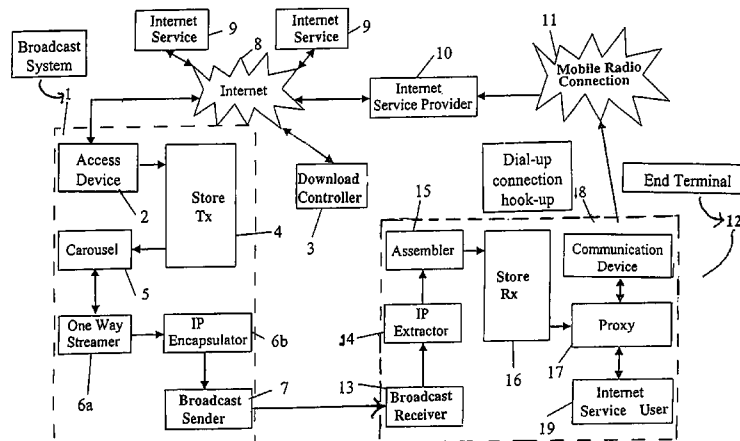 Broadcast
System
1
Internet
Service
9
Internet
Service
9
8
Internet
10
Internet
Service Provider
11
Mobile Radio
Connection
Access
Device
2
Store
Tx
4
Download
Controller
3
Dial-up
connection
hook-up
18
End Terminal
12
Carousel
5
15
Assembler
Store
Rx
16
Communication
Device
One Way
Streamer
6a
IP
Encapsulator
6b
IP
Extractor
14
Proxy
17
Broadcast
Sender
7
13
Broadcast
Receiver
Internet
Service User
19